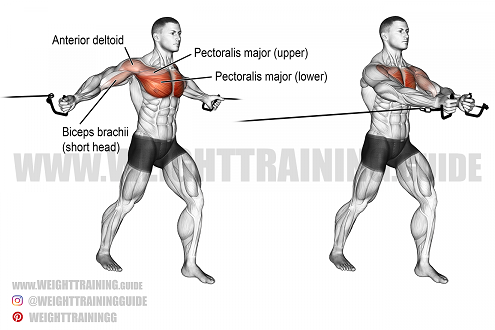 Anterior deltoid
Pectoralis major (upper)
Pectoralis major (lower)
Biceps brachii
(short head)
WWW.WEIGHTTRAINING.GUIDE
WWW.WEIGHTTRAINING.GUIDE
@WEIGHTTRAININGGUIDE
WEIGHTTRAININGG